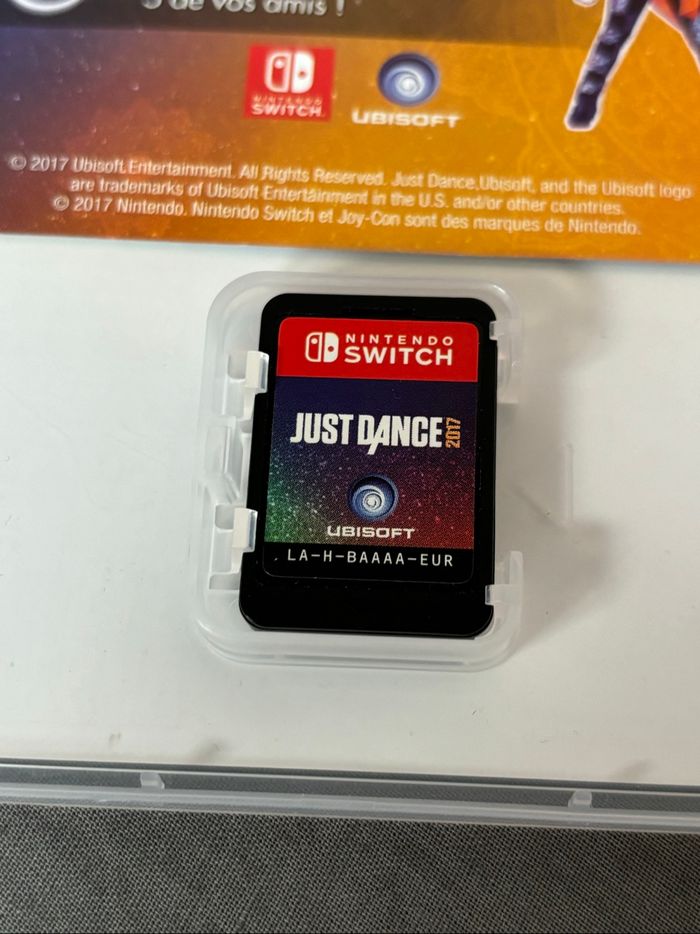 de vos amis !
NINTENDO
SWITCH
UBISOFT
© 2017 Ubisoft Entertainment. All Rights Reserved. Just Dance, Ubisoft, and the Ubisoft logo
are trademarks of Ubisoft Entertainment in the U.S. and/or other countries.
© 2017 Nintendo. Nintendo Switch et Joy-Con sont des marques de Nintendo.
NINTENDO
SWITCH
JUST DANCE 2017
UBISOFT
LA-H-BAAAA-EUR